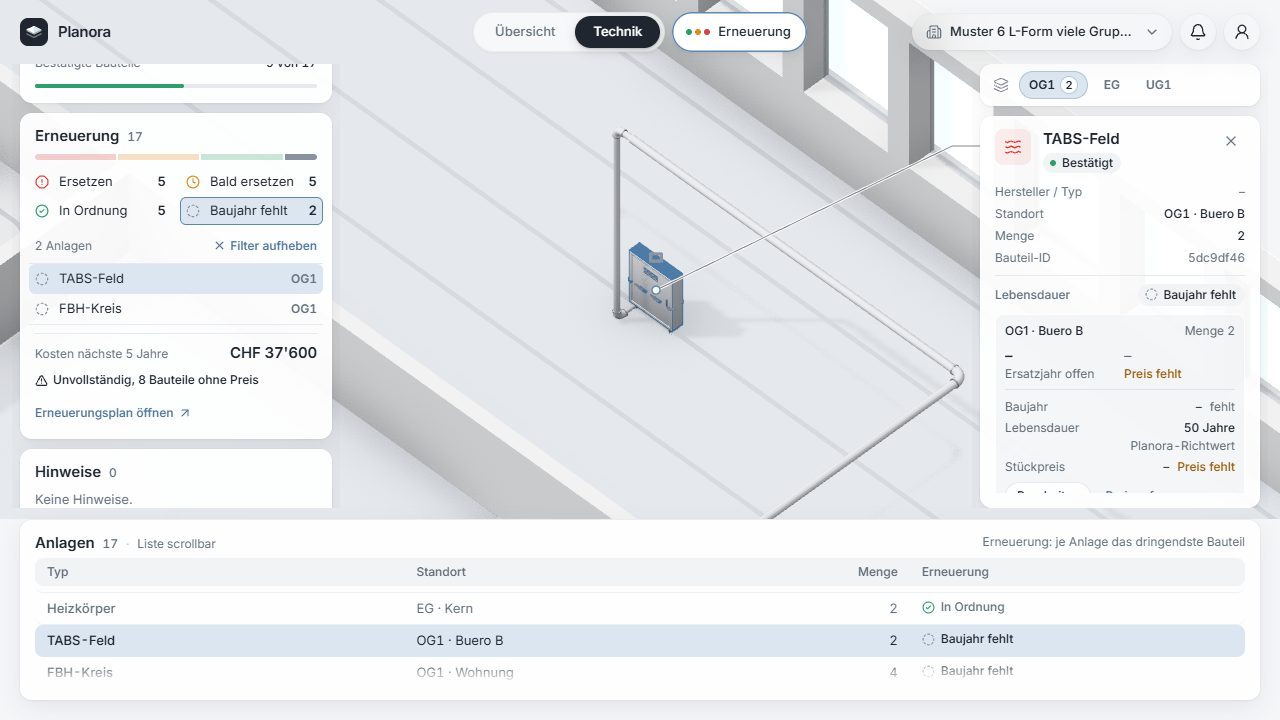 Planora
Übersicht
Technik
Erneuerung
Muster 6 L-Form viele Grup...
Bestätigte Bauteile 9 von 17
Erneuerung 17
Ersetzen 5
Bald ersetzen 5
In Ordnung 5
Baujahr fehlt 2
2 Anlagen
Filter aufheben
TABS-Feld OG1
FBH-Kreis OG1
Kosten nächste 5 Jahre CHF 37'600
Unvollständig, 8 Bauteile ohne Preis
Erneuerungsplan öffnen
Hinweise 0
Keine Hinweise.
OG1 2 EG UG1
TABS-Feld
Bestätigt
Hersteller / Typ –
Standort OG1 · Buero B
Menge 2
Bauteil-ID 5dc9df46
Lebensdauer Baujahr fehlt
OG1 · Buero B Menge 2
– –
Ersatzjahr offen Preis fehlt
Baujahr – fehlt
Lebensdauer 50 Jahre
Planora-Richtwert
Stückpreis – Preis fehlt
Anlagen 17 · Liste scrollbar
Erneuerung: je Anlage das dringendste Bauteil
Typ Standort Menge Erneuerung
Heizkörper EG · Kern 2 In Ordnung
TABS-Feld OG1 · Buero B 2 Baujahr fehlt
FBH-Kreis OG1 · Wohnung 4 Baujahr fehlt